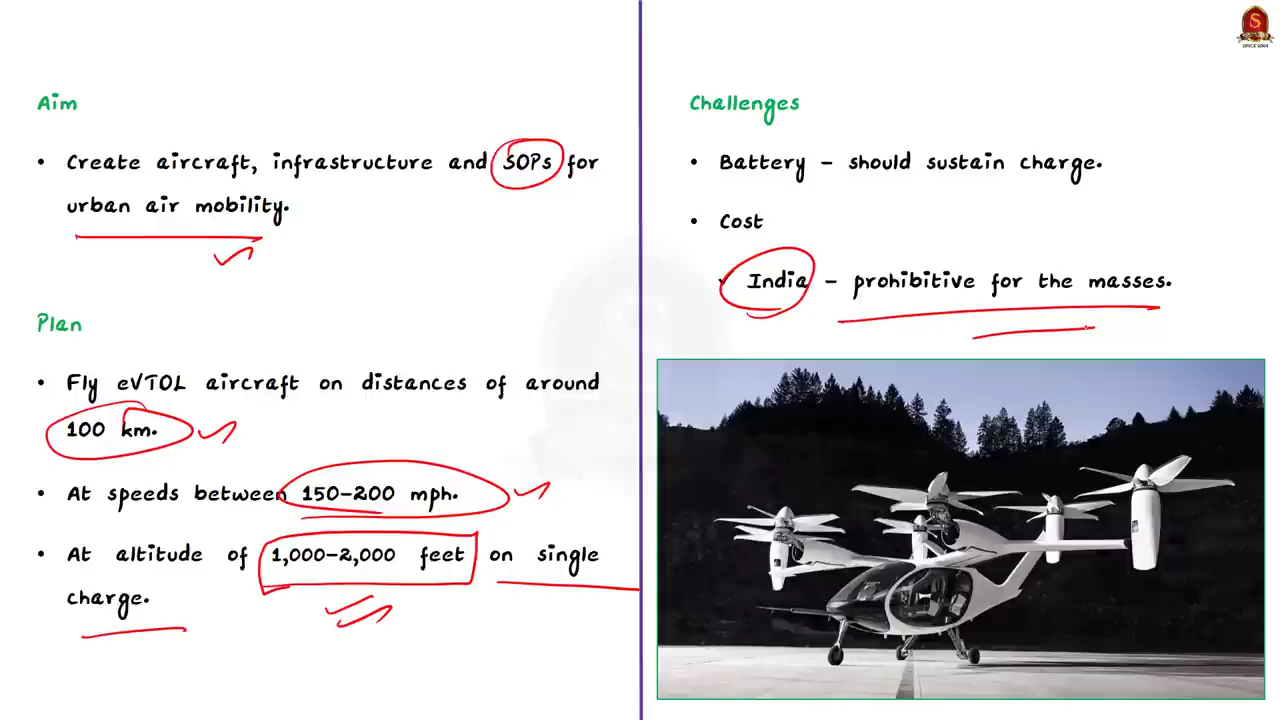 Aim
• Create aircraft, infrastructure and SOPs for
urban air mobility.
Plan
• Fly eVTOL aircraft on distances of around
100 km.
• At speeds between 150-200 mph.
• At altitude of 1,000-2,000 feet on single
charge.
Challenges
• Battery - should sustain charge.
• Cost
✓ India - prohibitive for the masses.
S
SINCE 2004